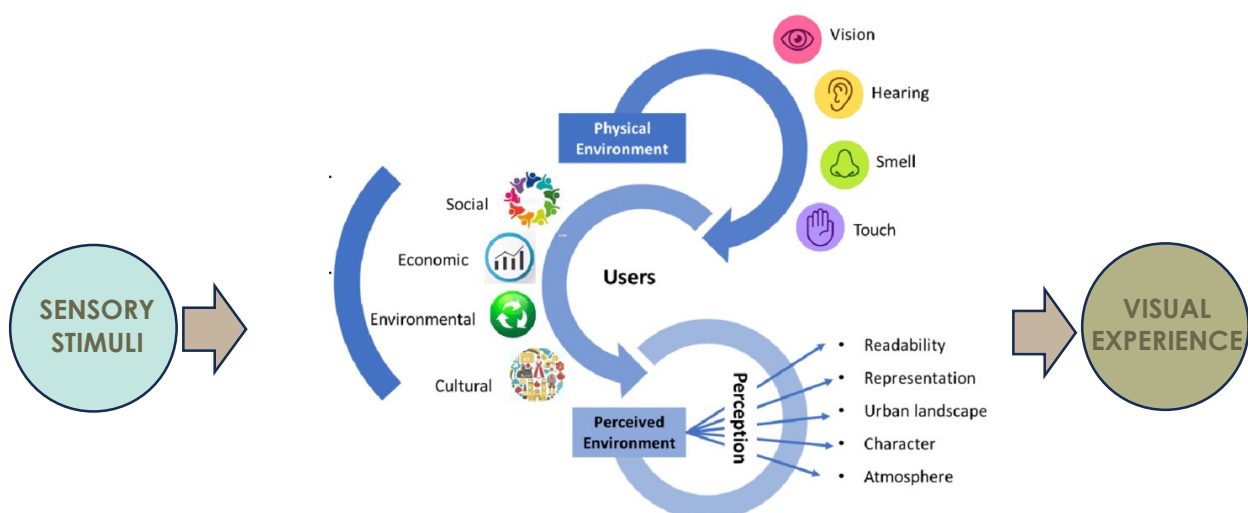 SENSORY
STIMULI
Physical
Environment
Vision
Hearing
Smell
Touch
Social
Economic
Environmental
Cultural
Users
Perceived
Environment
Perception
• Readability
• Representation
• Urban landscape
• Character
• Atmosphere
VISUAL
EXPERIENCE